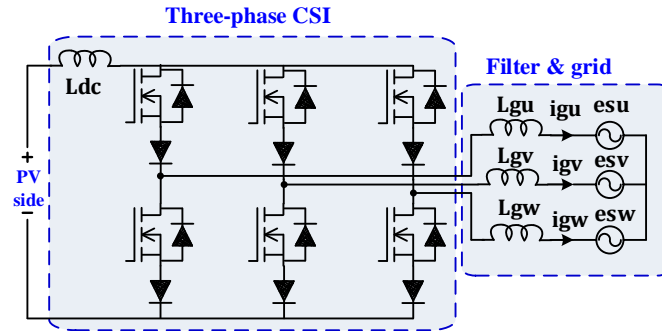 Three-phase CSI
Ldc
+
PV
side
−
Filter & grid
Lgu igu esu
Lgv igv esv
Lgw igw esw